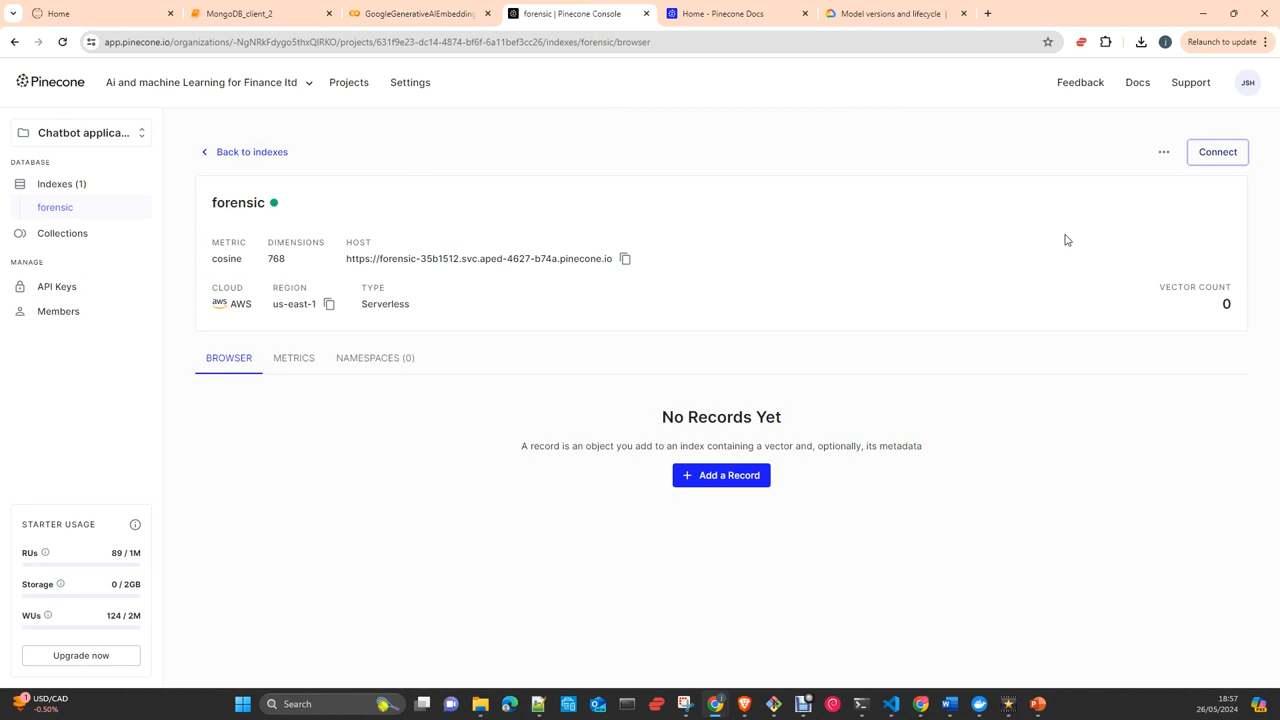 Home
MongoDB_client_2
GoogleGenerativeAIEmbedding
forensic | Pinecone Console
Home - Pinecone Docs
Model versions and lifecycle |
app.pinecone.io/organizations/-NgNRkFdygo5thxQIRKO/projects/631f9e23-dc14-4874-bf6f-6a11bef3cc26/indexes/forensic/browser
Relaunch to update
Pinecone
Ai and machine Learning for Finance ltd
Projects
Settings
Feedback
Docs
Support
JSH
Chatbot applica...
DATABASE
Indexes (1)
forensic
Collections
MANAGE
API Keys
Members
STARTER USAGE
RUs 89 / 1M
Storage 0 / 2GB
WUs 124 / 2M
Upgrade now
Back to indexes
Connect
forensic
METRIC DIMENSIONS HOST
cosine 768 https://forensic-35b1512.svc.aped-4627-b74a.pinecone.io
CLOUD REGION TYPE VECTOR COUNT
aws AWS us-east-1 Serverless 0
BROWSER METRICS NAMESPACES (0)
No Records Yet
A record is an object you add to an index containing a vector and, optionally, its metadata
+ Add a Record
1
USD/CAD
-0.50%
Search
18:57
26/05/2024